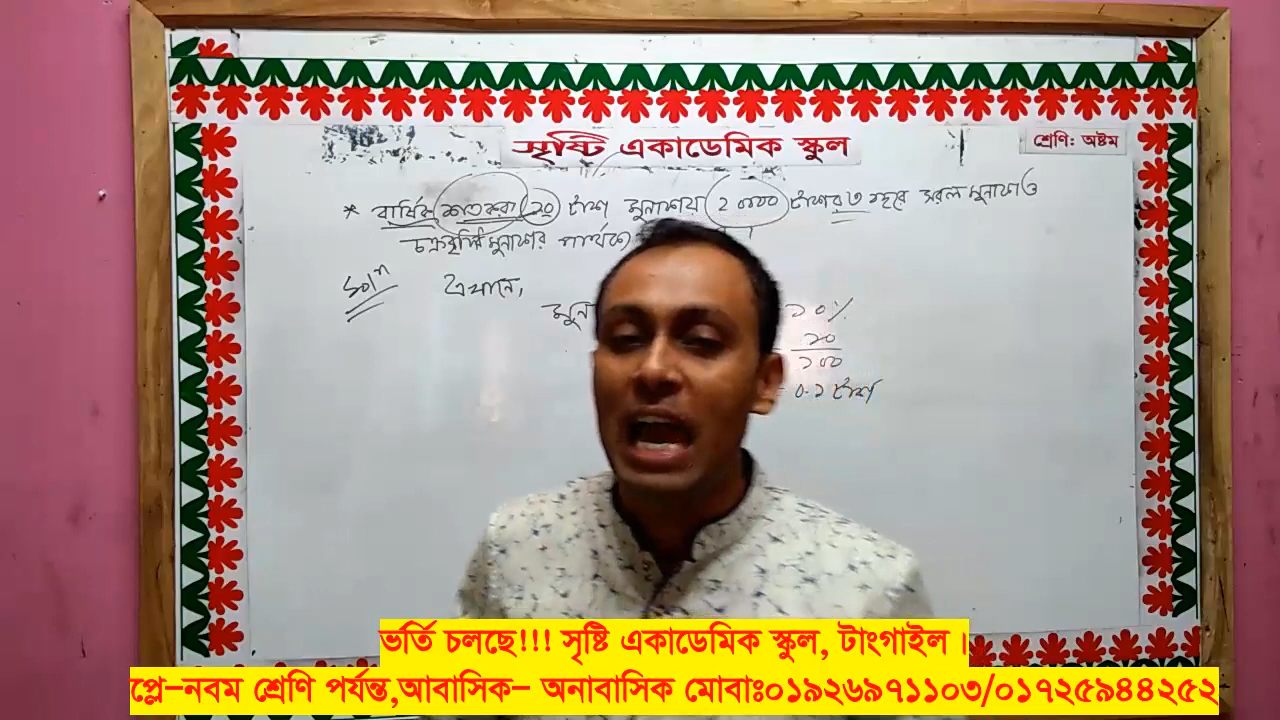 সৃষ্টি একাডেমিক স্কুল
শ্রেণি: অষ্টম
* বার্ষিক শতকরা ১০ টাকা মুনাফায় ২০০০ টাকার ৩ বছরে সরল মুনাফা ও
চক্রবৃদ্ধি মুনাফার পার্থক্য
Solⁿ এখানে,
১০%
১০
১০০
০.১ টাকা
ভর্তি চলছে!!! সৃষ্টি একাডেমিক স্কুল, টাংগাইল।
প্লে-নবম শ্রেণি পর্যন্ত,আবাসিক- অনাবাসিক মোবাঃ০১৯২৬৯৭১১০৩/০১৭২৫৯৪৪২৫২